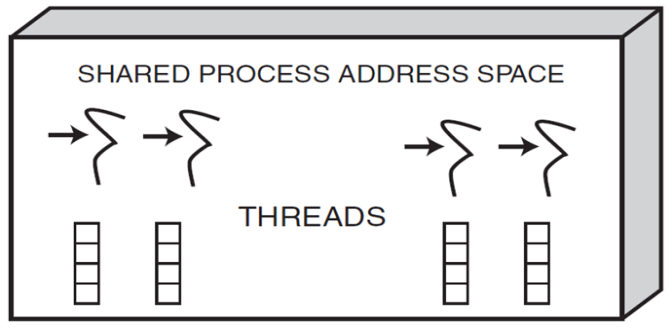 SHARED PROCESS ADDRESS SPACE
THREADS